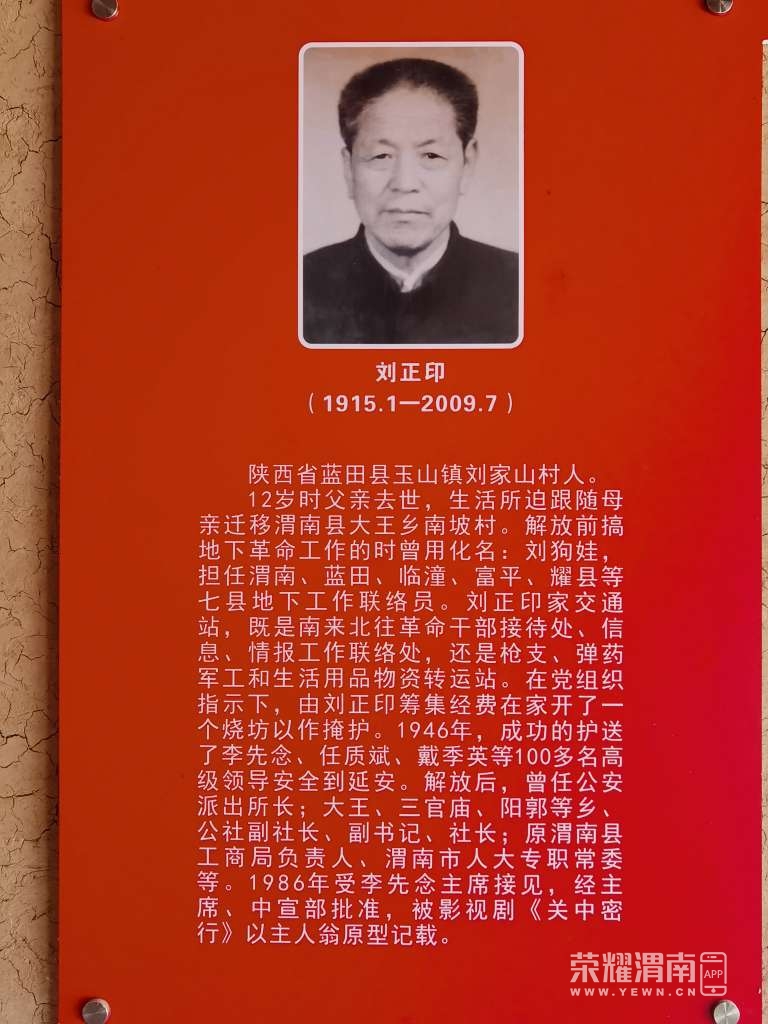 刘正印
（1915.1—2009.7）
陕西省蓝田县玉山镇刘家山村人。
12岁时父亲去世，生活所迫跟随母
亲迁移渭南县大王乡南坡村。解放前搞
地下革命工作的时曾用化名：刘狗娃，
担任渭南、蓝田、临潼、富平、耀县等
七县地下工作联络员。刘正印家交通
站，既是南来北往革命干部接待处、信
息、情报工作联络处，还是枪支、弹药
军工和生活用品物资转运站。在党组织
指示下，由刘正印筹集经费在家开了一
个烧坊以作掩护。1946年，成功的护送
了李先念、任质斌、戴季英等100多名高
级领导安全到延安。解放后，曾任公安
派出所长；大王、三官庙、阳郭等乡、
公社副社长、副书记、社长；原渭南县
工商局负责人、渭南市人大专职常委
等。1986年受李先念主席接见，经主
席、中宣部批准，被影视剧《关中密
行》以主人翁原型记载。
荣耀渭南
APP
WWW.YEWN.CN